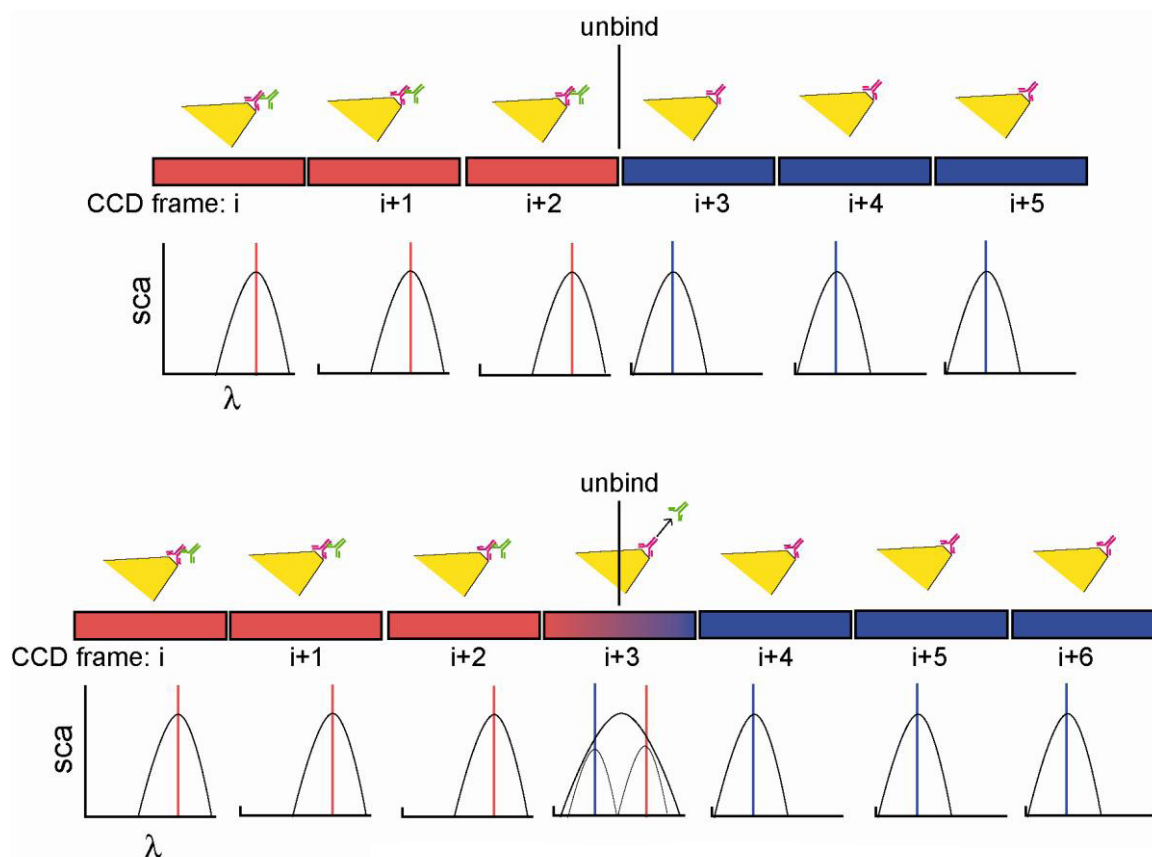 unbind
CCD frame: i i+1 i+2 i+3 i+4 i+5
sca
λ
unbind
CCD frame: i i+1 i+2 i+3 i+4 i+5 i+6
sca
λ